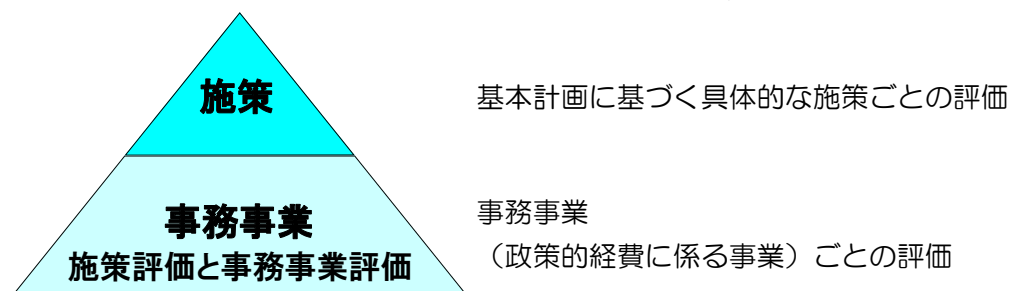 施策
基本計画に基づく具体的な施策ごとの評価
事務事業
施策評価と事務事業評価
事務事業
（政策的経費に係る事業）ごとの評価